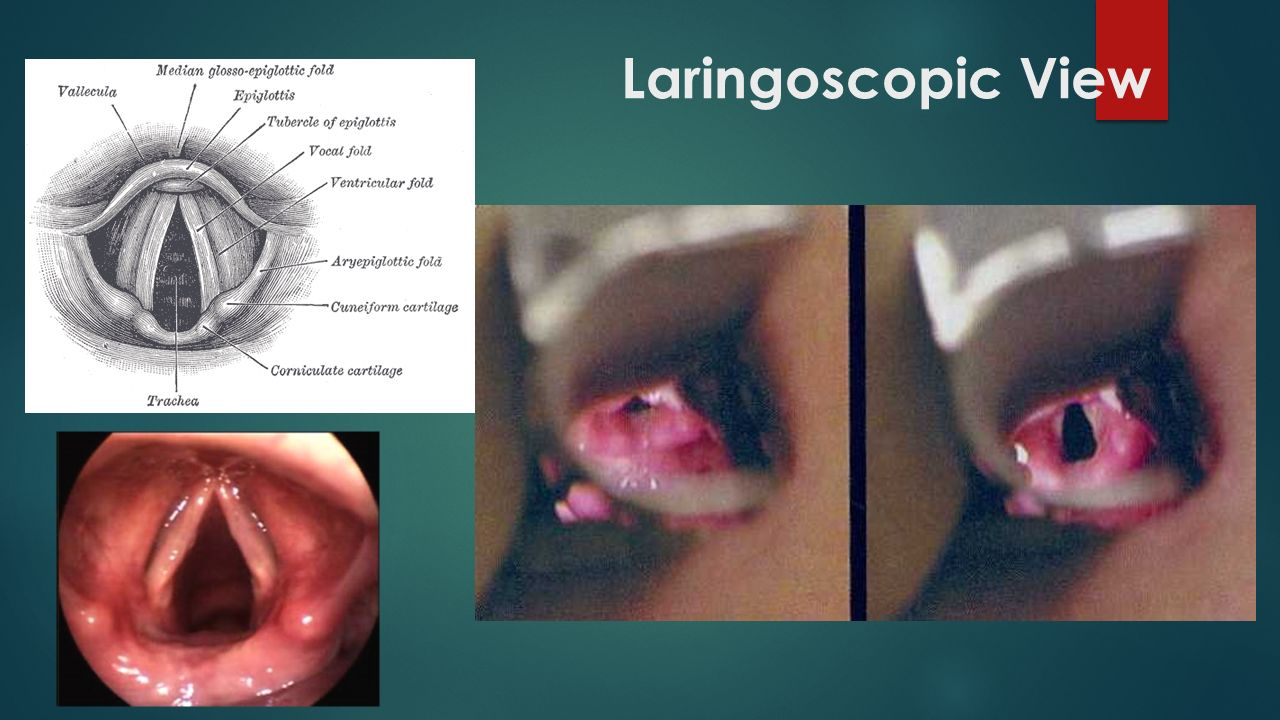 Laringoscopic View
Median glosso-epiglottic fold
Vallecula
Epiglottis
Tubercle of epiglottis
Vocal fold
Ventricular fold
Aryepiglottic fold
Cuneiform cartilage
Corniculate cartilage
Trachea